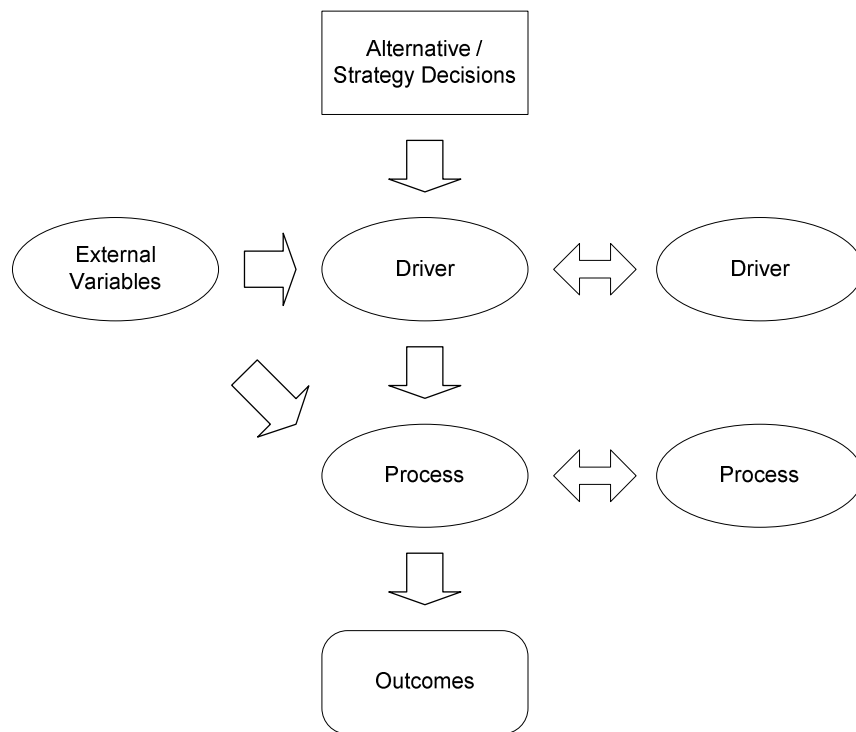 Alternative /
Strategy Decisions
External
Variables
Driver
Driver
Process
Process
Outcomes